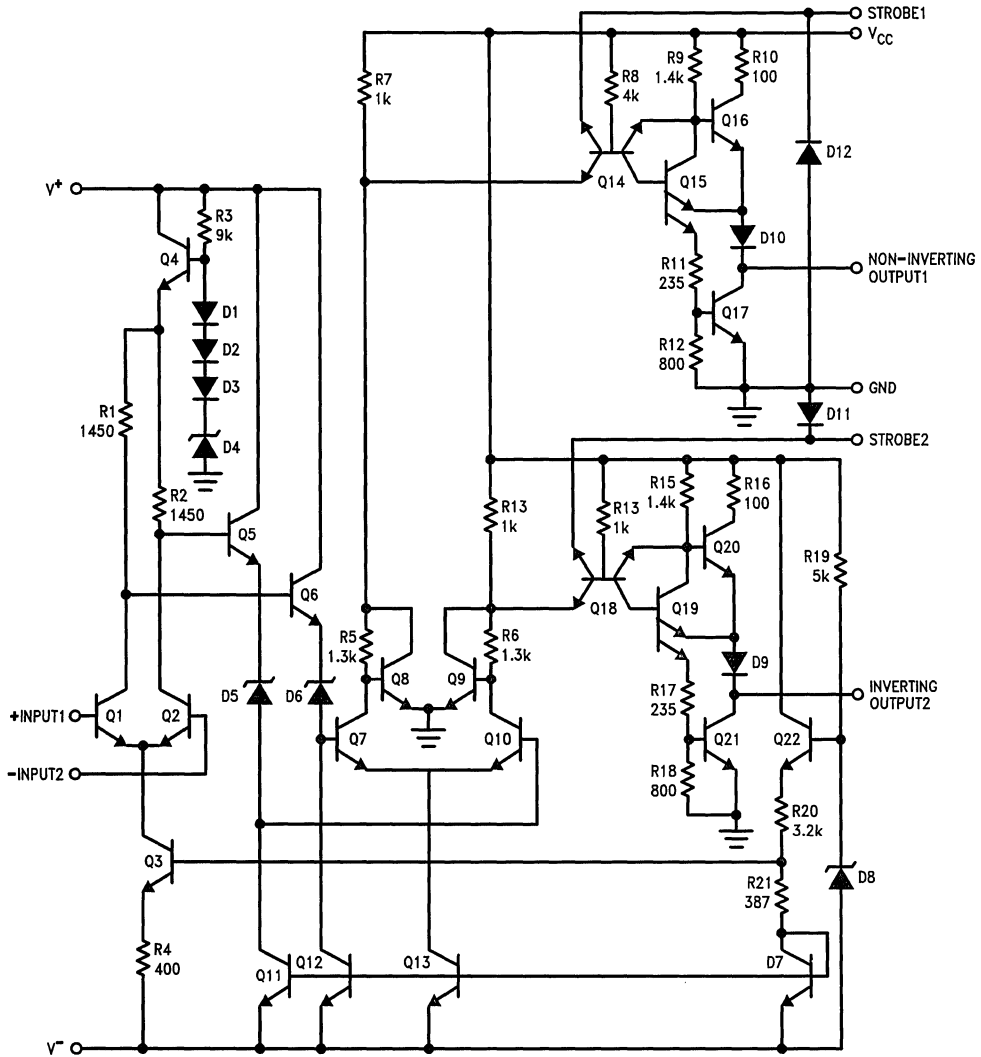 STROBE1
VCC
R7
1k
R8
4k
R9
1.4k
R10
100
Q16
Q14
Q15
D12
V+
R3
9k
Q4
D10
R11
235
NON-INVERTING
OUTPUT1
D1
Q17
D2
R12
800
D3
GND
R1
1450
D11
D4
STROBE2
R2
1450
R13
1k
R13
1k
R15
1.4k
R16
100
Q5
Q20
R19
5k
Q6
Q18
Q19
R5
1.3k
R6
1.3k
D9
Q8
Q9
D5
D6
R17
235
INVERTING
OUTPUT2
+INPUT1
Q1
Q2
Q7
Q10
Q21
Q22
-INPUT2
R18
800
R20
3.2k
Q3
D8
R21
387
R4
400
Q11
Q12
Q13
D7
V-